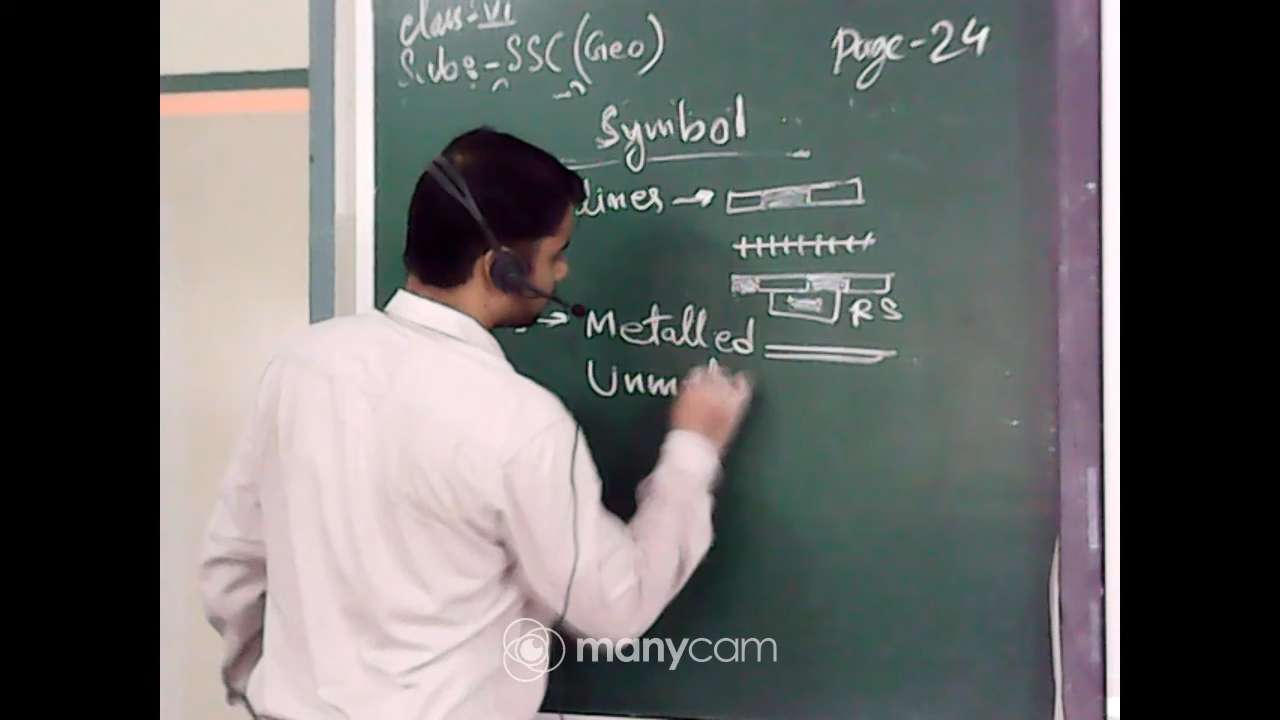 Class-VI
Sub:-SSC (Geo)
Page-24
Symbol
lines →
RS
→ Metalled
manycam